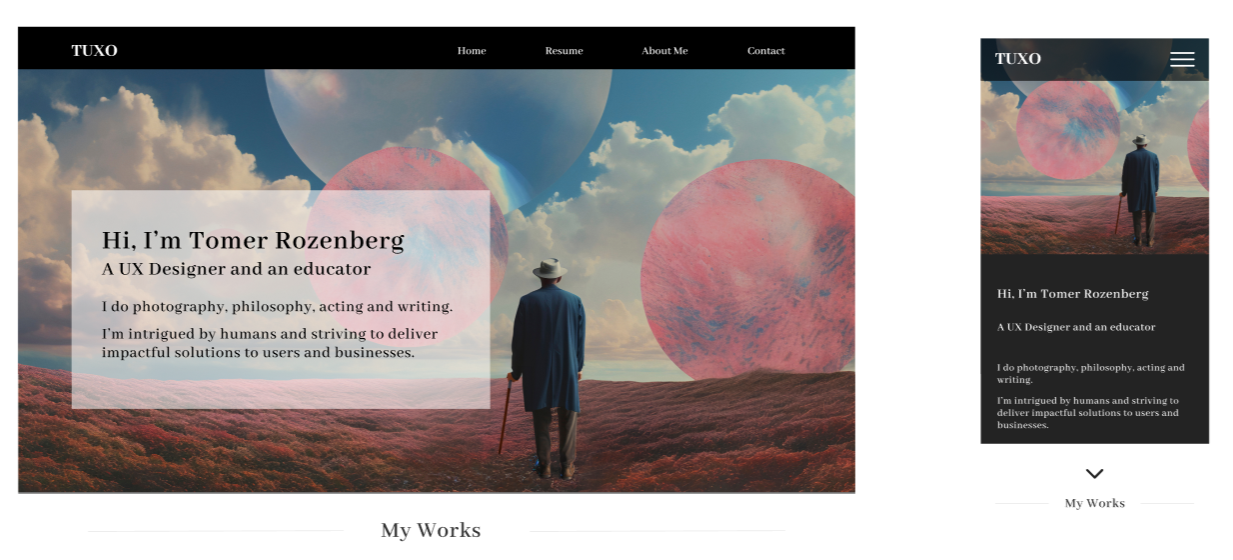 TUXO
Home Resume About Me Contact
Hi, I'm Tomer Rozenberg
A UX Designer and an educator
I do photography, philosophy, acting and writing.
I'm intrigued by humans and striving to deliver
impactful solutions to users and businesses.
My Works
TUXO
Hi, I'm Tomer Rozenberg
A UX Designer and an educator
I do photography, philosophy, acting and
writing.
I'm intrigued by humans and striving to
deliver impactful solutions to users and
businesses.
My Works